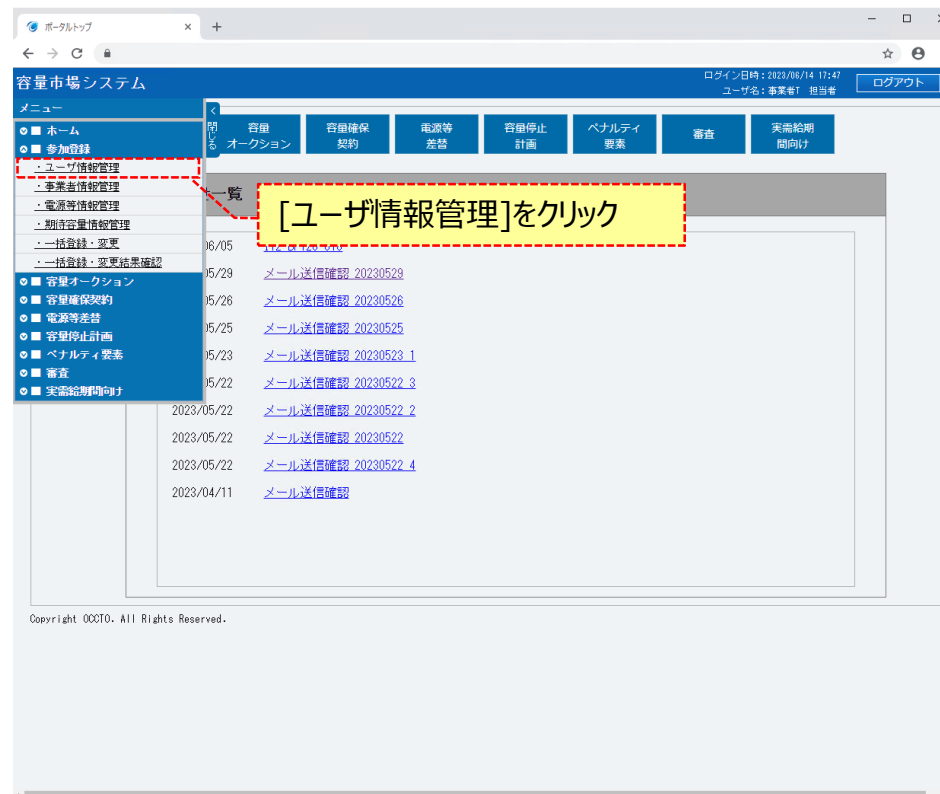 ポータルトップ
容量市場システム
ログイン日時：2023/06/14 17:47
ユーザ名：事業者T 担当者
ログアウト
メニュー
閉じる
ホーム
参加登録
・ユーザ情報管理
・事業者情報管理
・電源等情報管理
・期待容量情報管理
・一括登録・変更
・一括登録・変更結果確認
容量オークション
容量確保契約
電源等差替
容量停止計画
ペナルティ要素
審査
実需給期間向け
容量
オークション
容量確保
契約
電源等
差替
容量停止
計画
ペナルティ
要素
審査
実需給期
間向け
一覧
[ユーザ情報管理]をクリック
06/05
05/29 メール送信確認 20230529
05/26 メール送信確認 20230526
05/25 メール送信確認 20230525
05/23 メール送信確認 20230523_1
05/22 メール送信確認 20230522_3
2023/05/22 メール送信確認 20230522_2
2023/05/22 メール送信確認 20230522
2023/05/22 メール送信確認 20230522_4
2023/04/11 メール送信確認
Copyright OCCTO. All Rights Reserved.